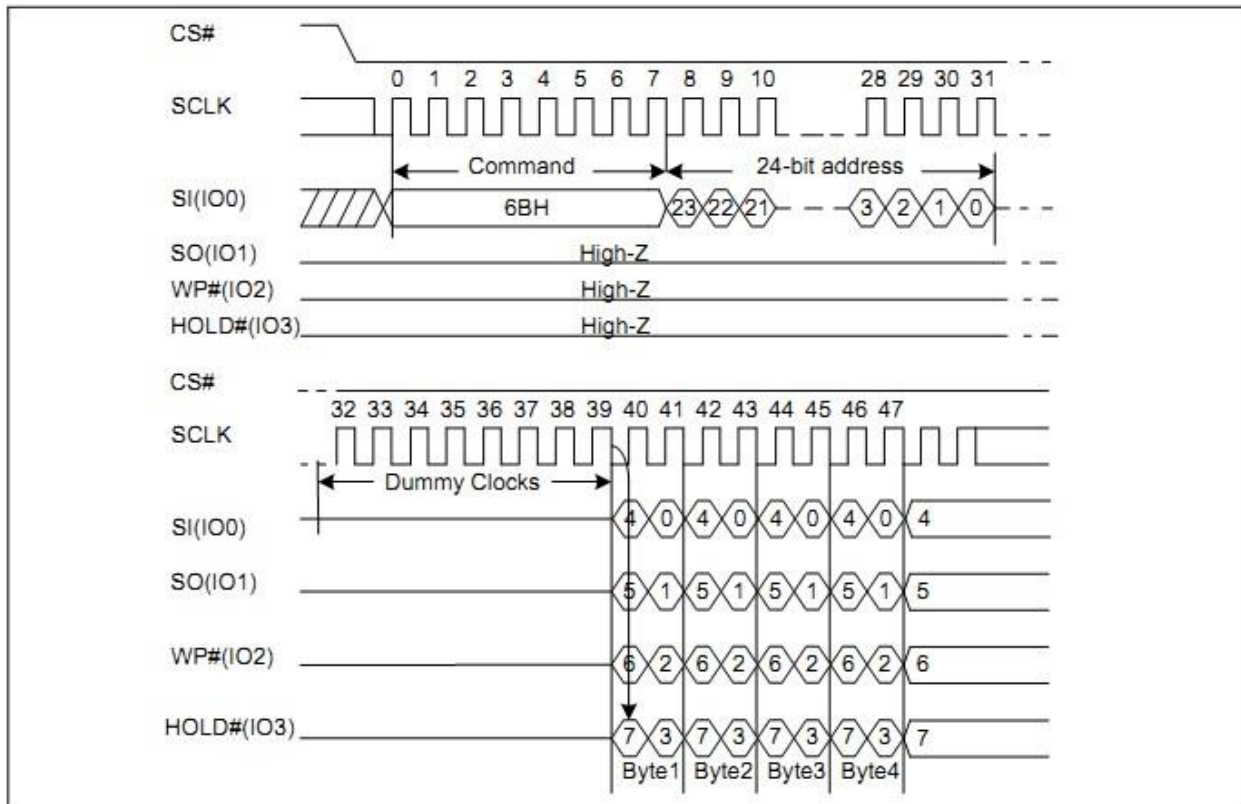 CS#
0 1 2 3 4 5 6 7 8 9 10 28 29 30 31
SCLK
Command 24-bit address
SI(IO0) 6BH 23 22 21 3 2 1 0
SO(IO1) High-Z
WP#(IO2) High-Z
HOLD#(IO3) High-Z
CS#
32 33 34 35 36 37 38 39 40 41 42 43 44 45 46 47
SCLK
Dummy Clocks
SI(IO0) 4 0 4 0 4 0 4 0 4
SO(IO1) 5 1 5 1 5 1 5 1 5
WP#(IO2) 6 2 6 2 6 2 6 2 6
HOLD#(IO3) 7 3 7 3 7 3 7 3 7
Byte1 Byte2 Byte3 Byte4